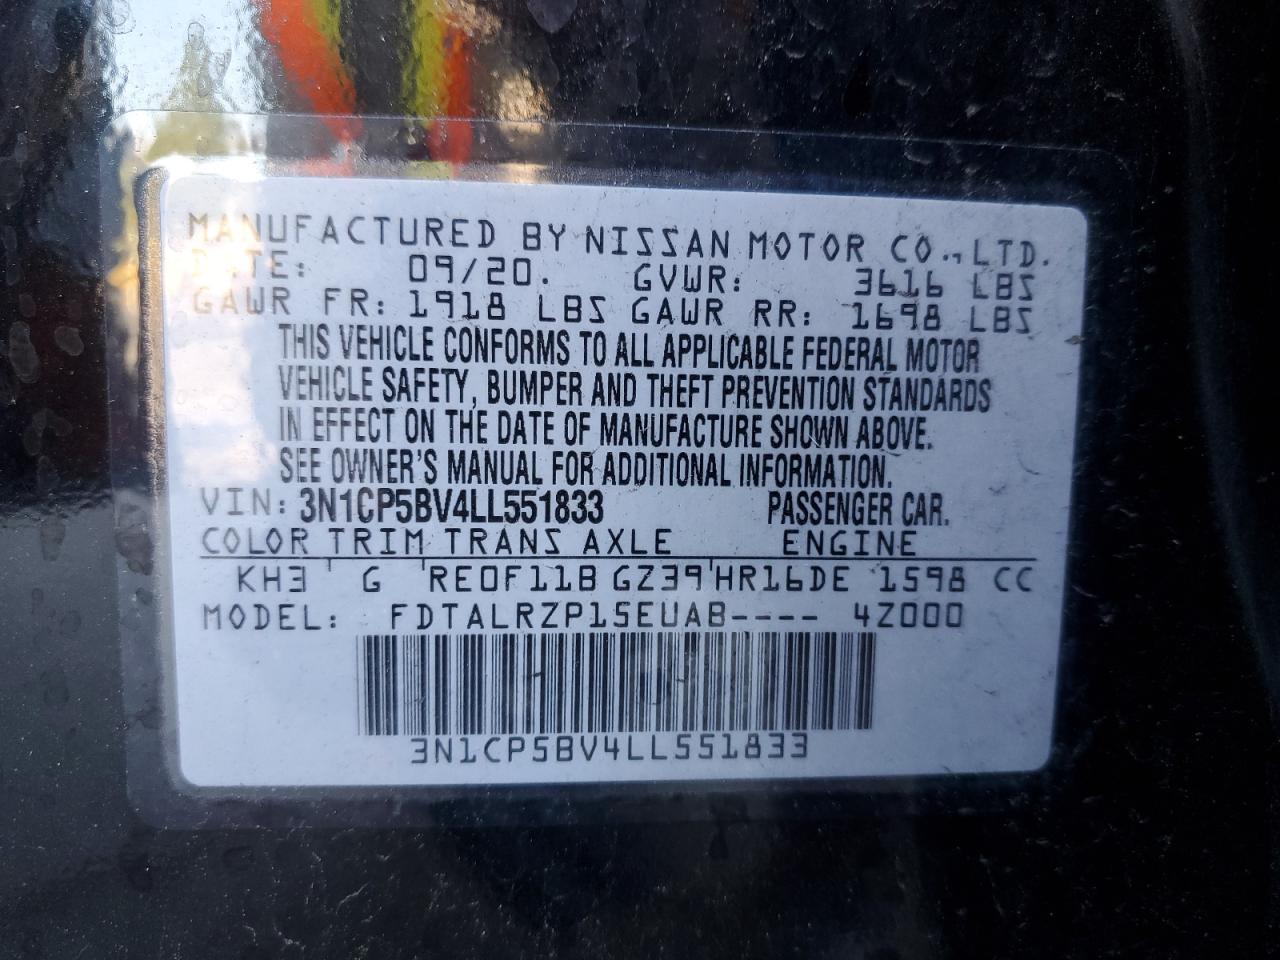 MANUFACTURED BY NISSAN MOTOR CO., LTD.
DATE: 09/20. GVWR: 3616 LBS
GAWR FR: 1918 LBS GAWR RR: 1698 LBS
THIS VEHICLE CONFORMS TO ALL APPLICABLE FEDERAL MOTOR
VEHICLE SAFETY, BUMPER AND THEFT PREVENTION STANDARDS
IN EFFECT ON THE DATE OF MANUFACTURE SHOWN ABOVE.
SEE OWNER'S MANUAL FOR ADDITIONAL INFORMATION.
VIN: 3N1CP5BV4LL551833 PASSENGER CAR.
COLOR TRIM TRANS AXLE ENGINE
KH3 G RE0F11B GZ39 HR16DE 1598 CC
MODEL: FDTALRZP15EUAB---- 4Z000
3N1CP5BV4LL551833